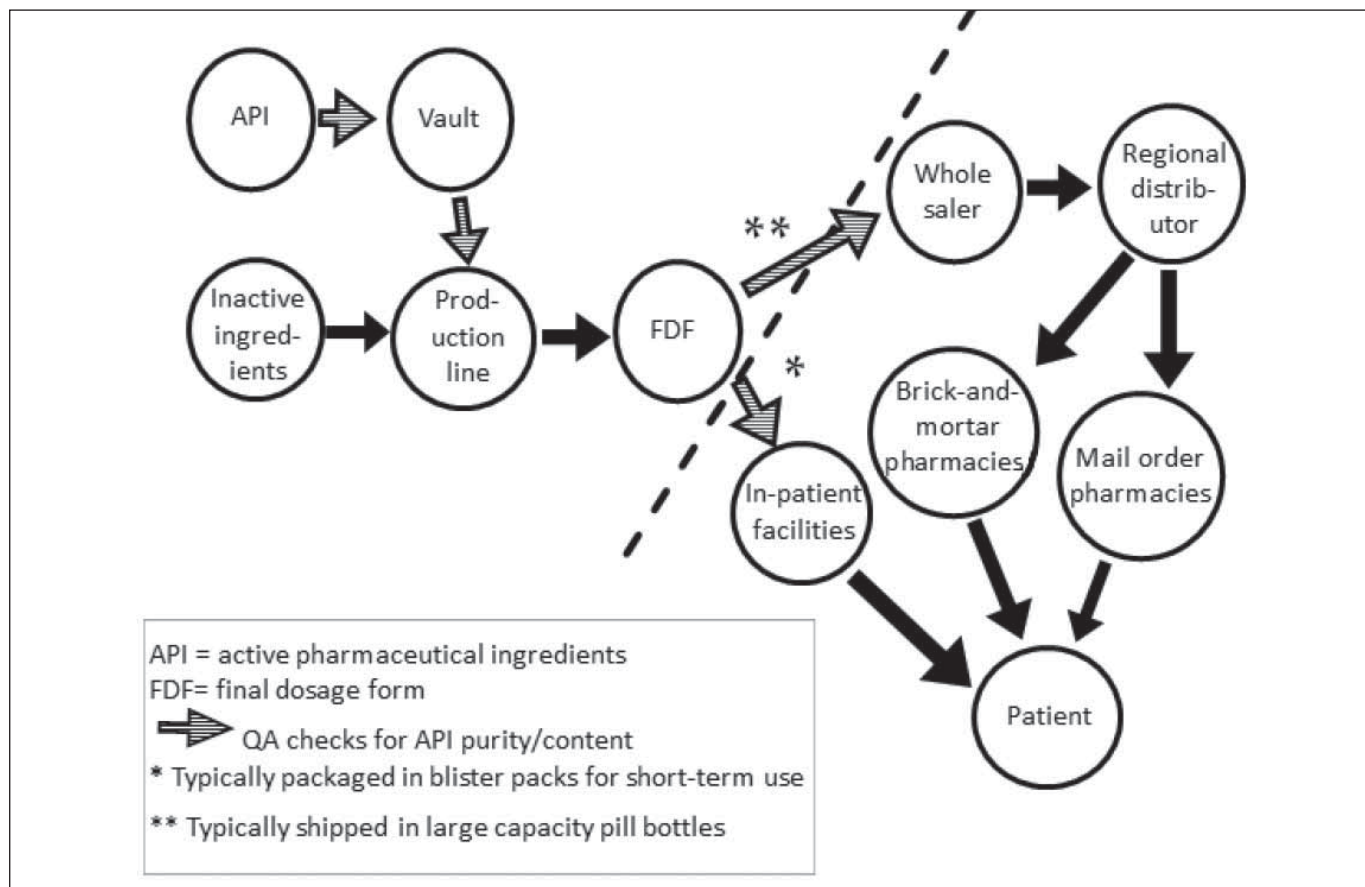 API
Vault
Whole
saler
Regional
distrib-
utor
**
Inactive
ingred-
ients
Prod-
uction
line
FDF
*
Brick-and-
mortar
pharmacies
Mail order
pharmacies
In-patient
facilities
Patient
API = active pharmaceutical ingredients
FDF= final dosage form
QA checks for API purity/content
* Typically packaged in blister packs for short-term use
** Typically shipped in large capacity pill bottles